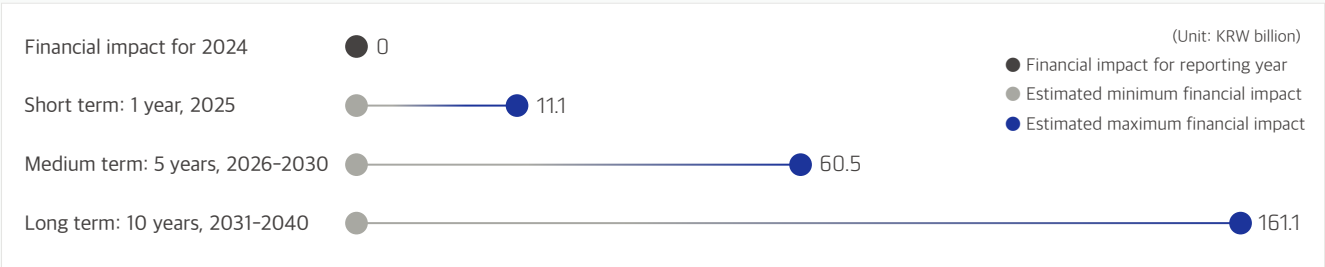 Financial impact for 2024
0
Short term: 1 year, 2025
11.1
Medium term: 5 years, 2026-2030
60.5
Long term: 10 years, 2031-2040
161.1
(Unit: KRW billion)
Financial impact for reporting year
Estimated minimum financial impact
Estimated maximum financial impact